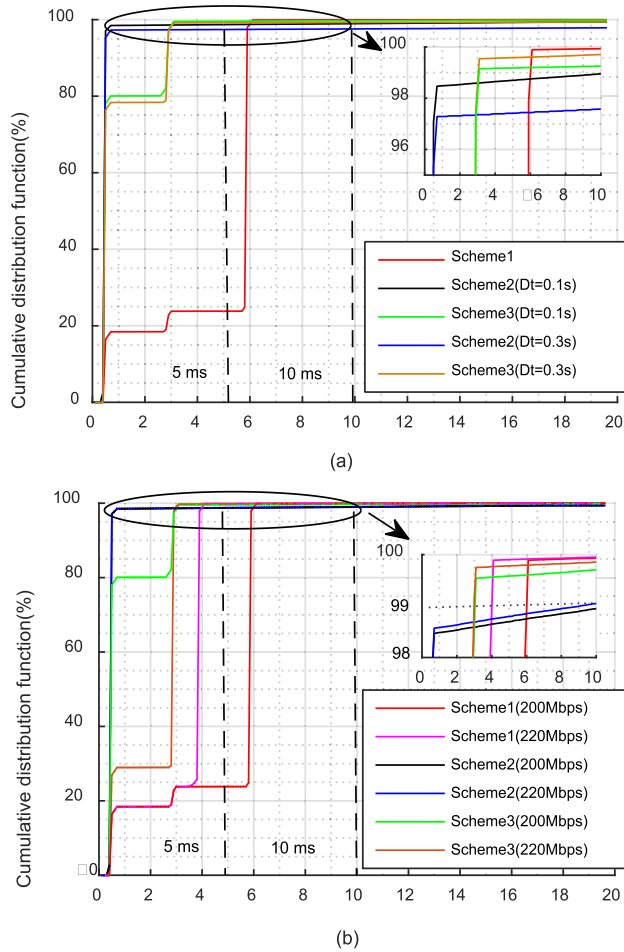 Cumulative distribution function(%)
100
80
60
40
20
0
0 2 4 6 8 10 12 14 16 18 20
5 ms
10 ms
100
98
96
0 2 4 □6 8 10
Scheme1
Scheme2(Dt=0.1s)
Scheme3(Dt=0.1s)
Scheme2(Dt=0.3s)
Scheme3(Dt=0.3s)
(a)
Cumulative distribution function(%)
100
80
60
40
20
□0
0 2 4 6 8 10 12 14 16 18 20
5 ms
10 ms
100
99
98
0 2 4 6 8 10
Scheme1(200Mbps)
Scheme1(220Mbps)
Scheme2(200Mbps)
Scheme2(220Mbps)
Scheme3(200Mbps)
Scheme3(220Mbps)
(b)